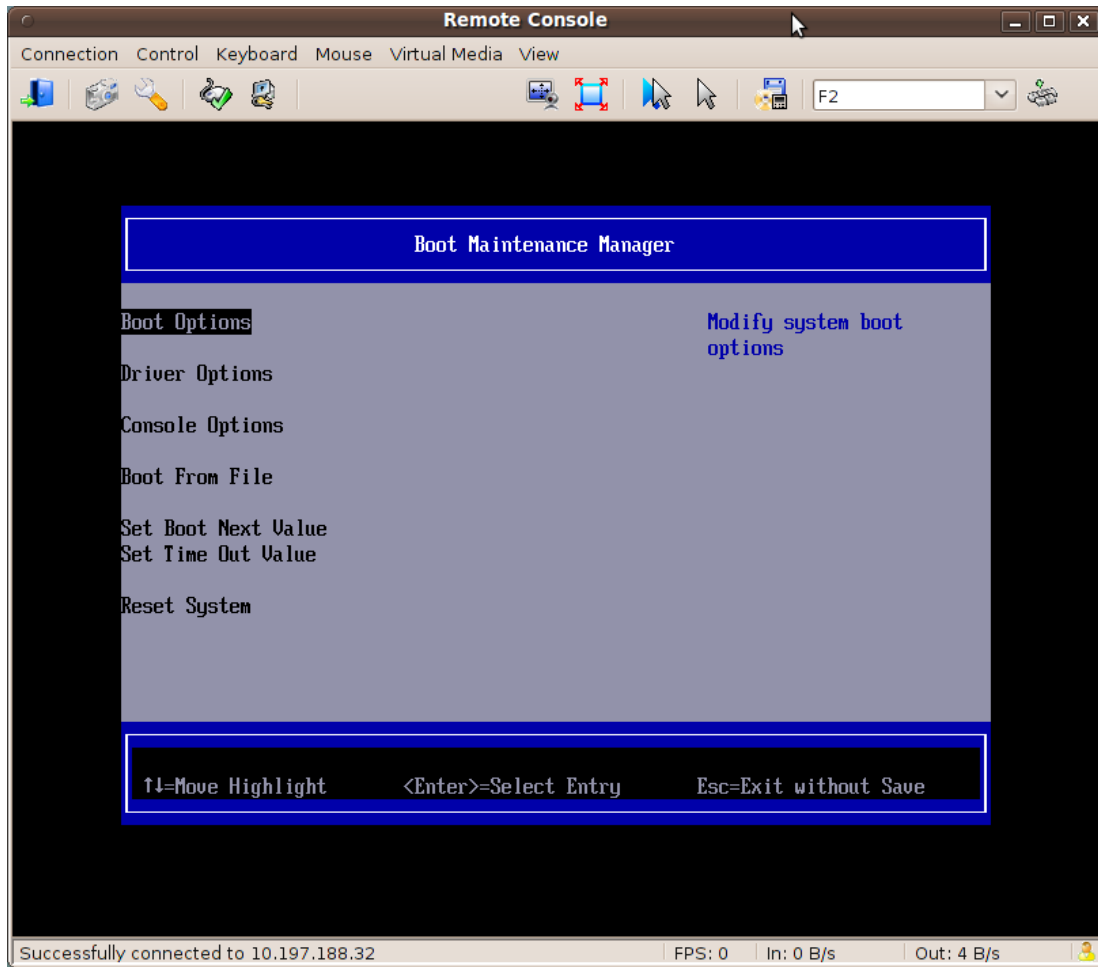 Remote Console
Connection Control Keyboard Mouse Virtual Media View
F2
Boot Maintenance Manager
Boot Options
Modify system boot
options
Driver Options
Console Options
Boot From File
Set Boot Next Value
Set Time Out Value
Reset System
↑↓=Move Highlight <Enter>=Select Entry Esc=Exit without Save
Successfully connected to 10.197.188.32 FPS: 0 In: 0 B/s Out: 4 B/s